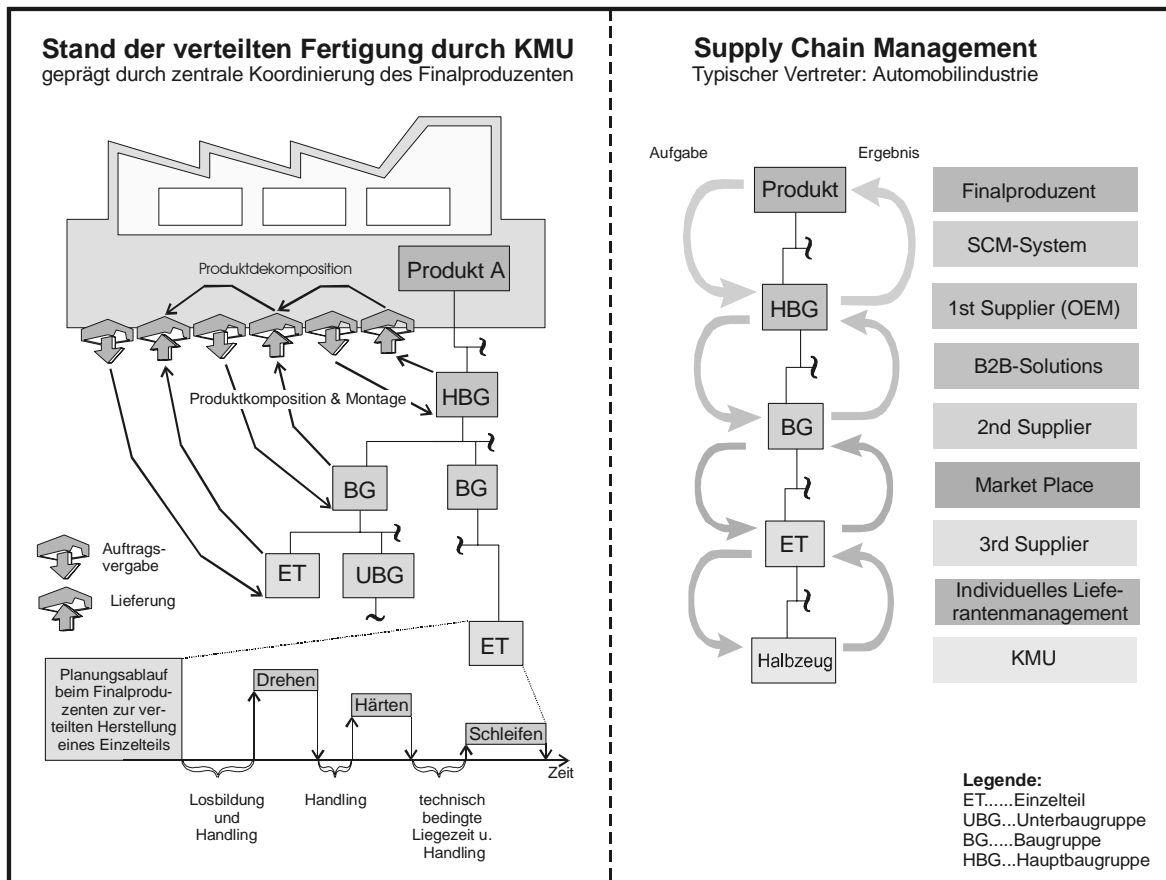 Stand der verteilten Fertigung durch KMU
geprägt durch zentrale Koordinierung des Finalproduzenten
Produktdekomposition
Produkt A
HBG
Produktkomposition & Montage
BG
BG
Auftrags-
vergabe
ET
UBG
Lieferung
ET
Planungsablauf
beim Finalprodu-
zenten zur ver-
teilten Herstellung
eines Einzelteils
Drehen
Härten
Schleifen
Zeit
Losbildung
und
Handling
Handling
technisch
bedingte
Liegezeit u.
Handling
Supply Chain Management
Typischer Vertreter: Automobilindustrie
Aufgabe
Ergebnis
Produkt
Finalproduzent
SCM-System
HBG
1st Supplier (OEM)
B2B-Solutions
BG
2nd Supplier
Market Place
ET
3rd Supplier
Individuelles Liefe-
rantenmanagement
Halbzeug
KMU
Legende:
ET......Einzelteil
UBG...Unterbaugruppe
BG.....Baugruppe
HBG...Hauptbaugruppe